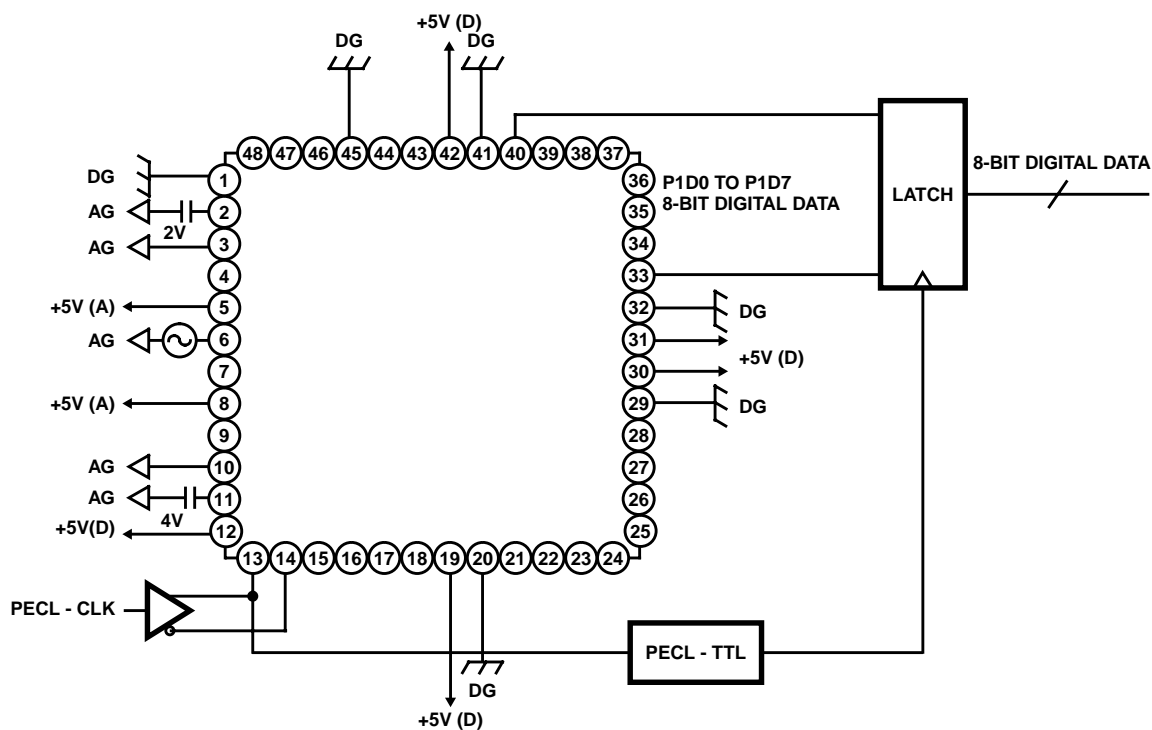 +5V (D)
DG
DG
48 47 46 45 44 43 42 41 40 39 38 37
DG
AG
2V
AG
+5V (A)
AG
+5V (A)
AG
AG
4V
+5V(D)
1
2
3
4
5
6
7
8
9
10
11
12
36
35
34
33
32
31
30
29
28
27
26
25
P1D0 TO P1D7
8-BIT DIGITAL DATA
LATCH
8-BIT DIGITAL DATA
DG
+5V (D)
DG
13 14 15 16 17 18 19 20 21 22 23 24
PECL - CLK
PECL - TTL
DG
+5V (D)